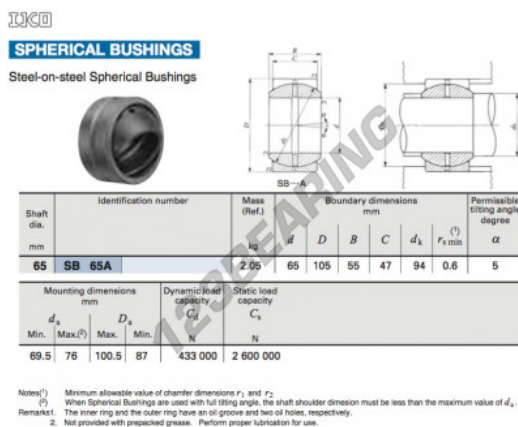 IKO
SPHERICAL BUSHINGS
Steel-on-steel Spherical Bushings
SB···A
Shaft dia. mm
Identification number
Mass (Ref.) kg
Boundary dimensions mm
d D B C dk rs min(1)
Permissible tilting angle degree α
65 SB 65A 2.05 65 105 55 47 94 0.6 5
Mounting dimensions mm
Dynamic load capacity Cd N
Static load capacity Cs N
da Da
Min. Max.(2) Max. Min.
69.5 76 100.5 87 433 000 2 600 000
123BEARING
Notes(1) Minimum allowable value of chamfer dimensions r1 and r2
(2) When Spherical Bushings are used with full tilting angle, the shaft shoulder dimesion must be less than the maximum value of da.
Remarks1. The inner ring and the outer ring have an oil groove and two oil holes, respectively.
2. Not provided with prepacked grease. Perform proper lubrication for use.